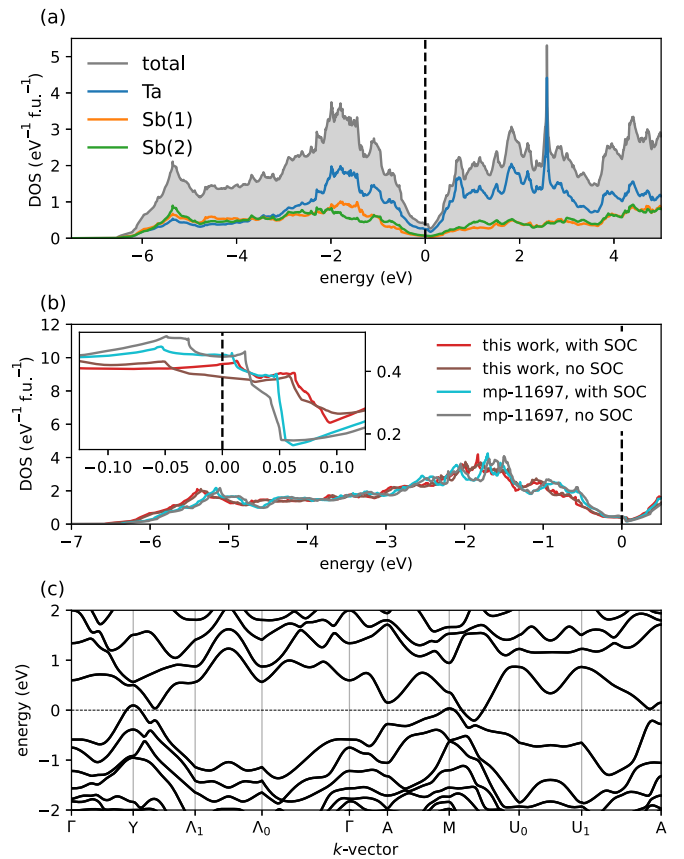 (a)
DOS (eV⁻¹ f.u.⁻¹)
5
4
3
2
1
0
total
Ta
Sb(1)
Sb(2)
−6 −4 −2 0 2 4
energy (eV)
(b)
DOS (eV⁻¹ f.u.⁻¹)
12
10
8
6
4
2
0
0.4
0.2
−0.10 −0.05 0.00 0.05 0.10
this work, with SOC
this work, no SOC
mp-11697, with SOC
mp-11697, no SOC
−7 −6 −5 −4 −3 −2 −1 0
energy (eV)
(c)
energy (eV)
2
1
0
−1
−2
Γ Y Λ₁ Λ₀ Γ A M U₀ U₁ A
k-vector